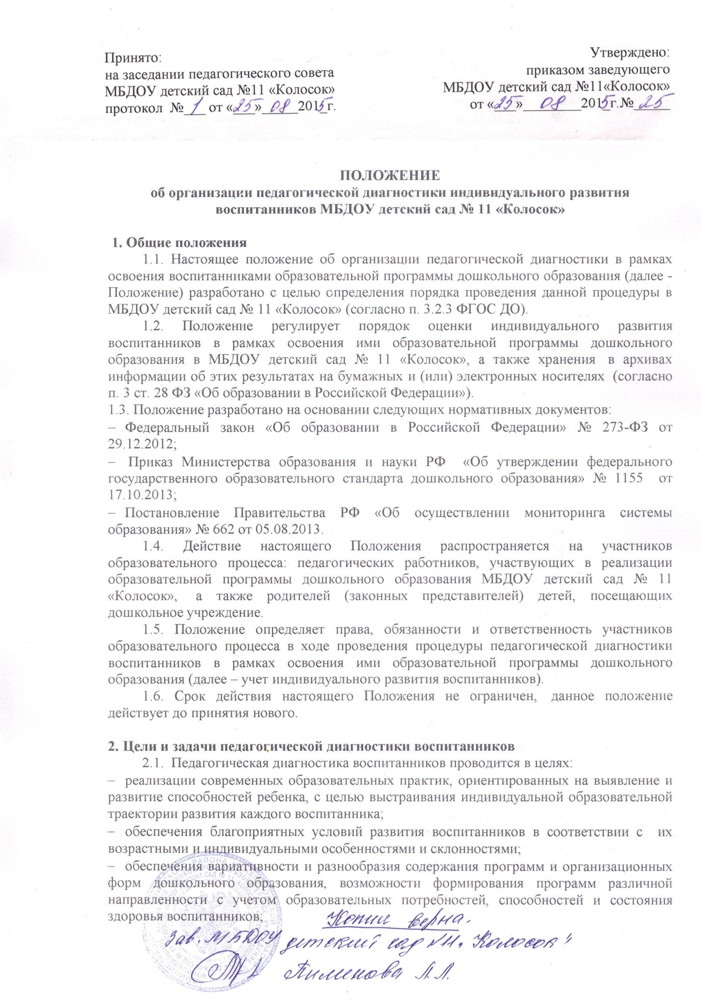 Принято:
на заседании педагогического совета
МБДОУ детский сад №11 «Колосок»
протокол №__1__ от «25» 08 2015г.
Утверждено:
приказом заведующего
МБДОУ детский сад №11«Колосок»
от «25» 08 2015г.№ 25
ПОЛОЖЕНИЕ
об организации педагогической диагностики индивидуального развития
воспитанников МБДОУ детский сад № 11 «Колосок»
1. Общие положения
1.1. Настоящее положение об организации педагогической диагностики в рамках
освоения воспитанниками образовательной программы дошкольного образования (далее -
Положение) разработано с целью определения порядка проведения данной процедуры в
МБДОУ детский сад № 11 «Колосок» (согласно п. 3.2.3 ФГОС ДО).
1.2. Положение регулирует порядок оценки индивидуального развития
воспитанников в рамках освоения ими образовательной программы дошкольного
образования в МБДОУ детский сад № 11 «Колосок», а также хранения в архивах
информации об этих результатах на бумажных и (или) электронных носителях (согласно
п. 3 ст. 28 ФЗ «Об образовании в Российской Федерации»).
1.3. Положение разработано на основании следующих нормативных документов:
– Федеральный закон «Об образовании в Российской Федерации» № 273-ФЗ от
29.12.2012;
– Приказ Министерства образования и науки РФ «Об утверждении федерального
государственного образовательного стандарта дошкольного образования» № 1155 от
17.10.2013;
– Постановление Правительства РФ «Об осуществлении мониторинга системы
образования» № 662 от 05.08.2013.
1.4. Действие настоящего Положения распространяется на участников
образовательного процесса: педагогических работников, участвующих в реализации
образовательной программы дошкольного образования МБДОУ детский сад № 11
«Колосок», а также родителей (законных представителей) детей, посещающих
дошкольное учреждение.
1.5. Положение определяет права, обязанности и ответственность участников
образовательного процесса в ходе проведения процедуры педагогической диагностики
воспитанников в рамках освоения ими образовательной программы дошкольного
образования (далее – учет индивидуального развития воспитанников).
1.6. Срок действия настоящего Положения не ограничен, данное положение
действует до принятия нового.
2. Цели и задачи педагогической диагностики воспитанников
2.1. Педагогическая диагностика воспитанников проводится в целях:
– реализации современных образовательных практик, ориентированных на выявление и
развитие способностей ребенка, с целью выстраивания индивидуальной образовательной
траектории развития каждого воспитанника;
– обеспечения благоприятных условий развития воспитанников в соответствии с их
возрастными и индивидуальными особенностями и склонностями;
– обеспечения вариативности и разнообразия содержания программ и организационных
форм дошкольного образования, возможности формирования программ различной
направленности с учетом образовательных потребностей, способностей и состояния
здоровья воспитанников;
Копия верна.
Зав. МБДОУ детский сад №11 „Колосок"
Пименова Л.Л.